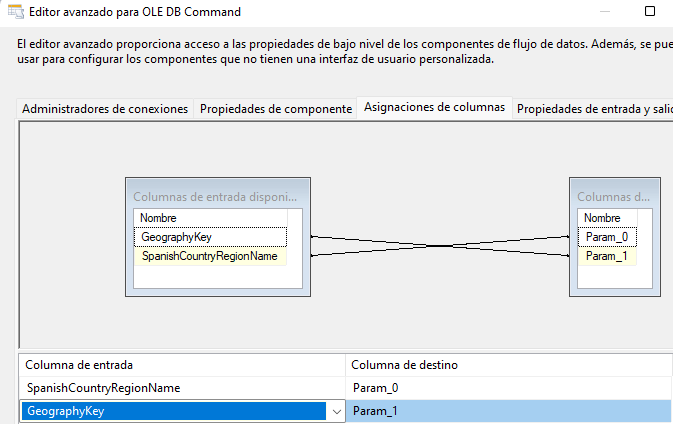 Editor avanzado para OLE DB Command
El editor avanzado proporciona acceso a las propiedades de bajo nivel de los componentes de flujo de datos. Además, se pue
usar para configurar los componentes que no tienen una interfaz de usuario personalizada.
Administradores de conexiones Propiedades de componente Asignaciones de columnas Propiedades de entrada y salid
Columnas de entrada disponi... Columnas d...
Nombre Nombre
GeographyKey Param_0
SpanishCountryRegionName Param_1
Columna de entrada Columna de destino
SpanishCountryRegionName Param_0
GeographyKey Param_1